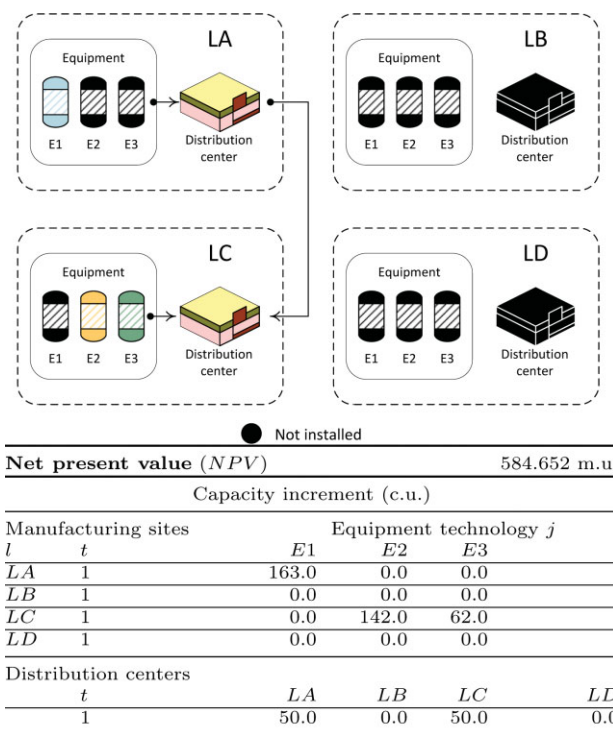 LA
Equipment
E1 E2 E3
Distribution
center
LB
Equipment
E1 E2 E3
Distribution
center
LC
Equipment
E1 E2 E3
Distribution
center
LD
Equipment
E1 E2 E3
Distribution
center
Not installed
Net present value (NPV) 584.652 m.u
Capacity increment (c.u.)
Manufacturing sites Equipment technology j
l t E1 E2 E3
LA 1 163.0 0.0 0.0
LB 1 0.0 0.0 0.0
LC 1 0.0 142.0 62.0
LD 1 0.0 0.0 0.0
Distribution centers
t LA LB LC LD
1 50.0 0.0 50.0 0.0